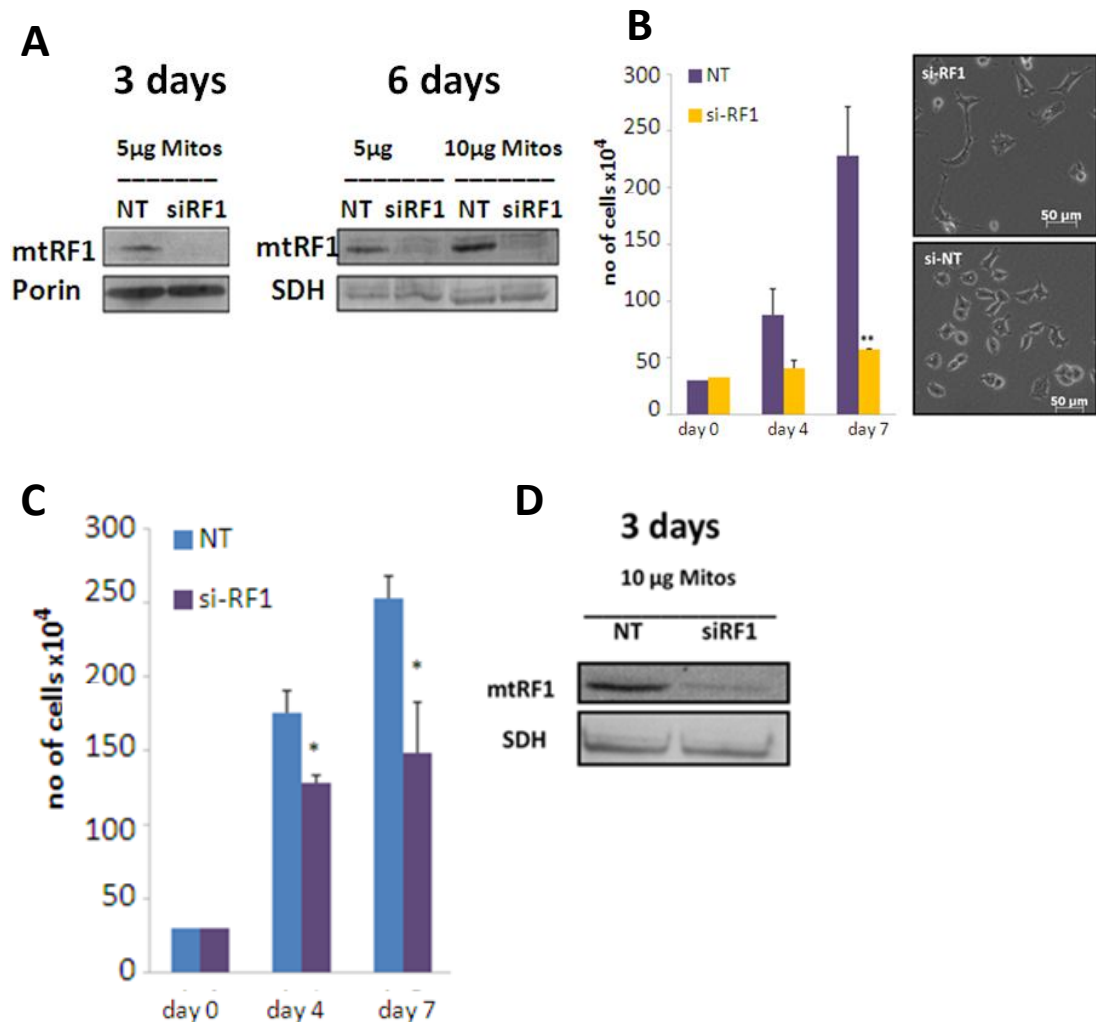 A
3 days
6 days
5µg Mitos
5µg
10µg Mitos
NT siRF1
NT siRF1 NT siRF1
mtRF1
mtRF1
Porin
SDH
B
300
250
200
150
100
50
0
no of cells x10⁴
NT
si-RF1
**
day 0
day 4
day 7
si-RF1
50 µm
si-NT
50 µm
C
300
250
200
150
100
50
0
no of cells x10⁴
NT
si-RF1
*
*
day 0
day 4
day 7
D
3 days
10 µg Mitos
NT siRF1
mtRF1
SDH